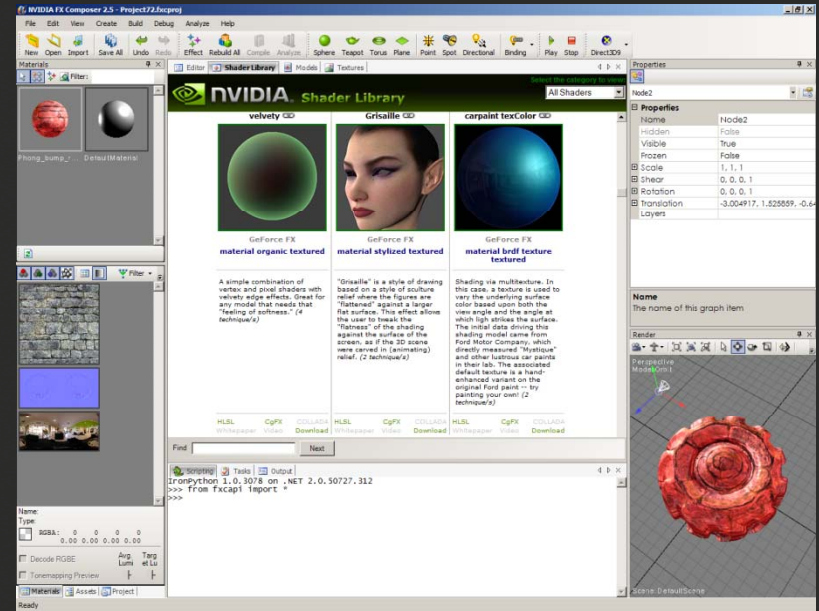 NVIDIA FX Composer 2.5 - Project72.fxcproj
File Edit View Create Build Debug Analyze Help
New Open Import Save All Undo Redo Effect Rebuild All Compile Analyze Sphere Teapot Torus Plane Point Spot Directional Binding Play Stop Direct3D9
Materials
Filter:
Phong_bump_r... DefaultMaterial
Filter
Name:
Type:
RGBA: 0 0 0 0
0.00 0.00 0.00 0.00
Decode RGBE
Avg. Lumi
Targ et Lu
Tonemapping Preview
Materials Assets Project
Ready
Editor Shader Library Models Textures
Select the category to view:
NVIDIA. Shader Library
All Shaders
velvety
GeForce FX
material organic textured
A simple combination of
vertex and pixel shaders with
velvety edge effects. Great for
any model that needs that
"feeling of softness." (4
technique/s)
HLSL CgFX COLLADA
Whitepaper Video Download
Grisaille
GeForce FX
material stylized textured
"Grisaille" is a style of drawing
based on a style of sculture
relief where the figures are
"flattened" against a larger
flat surface. This effect allows
the user to tweak the
"flatness" of the shading
against the surface of the
screen, as if the 3D scene
were carved in (animating)
relief. (2 technique/s)
HLSL CgFX COLLADA
Whitepaper Video Download
carpaint texColor
GeForce FX
material brdf texture
textured
Shading via multitexture. In
this case, a texture is used to
vary the underlying surface
color based upon both the
view angle and the angle at
which ligh strikes the surface.
The initial data driving this
shading model came from
Ford Motor Company, which
directly measured "Mystique"
and other lustrous car paints
in their lab. The associated
default texture is a hand-
enhanced variant on the
original Ford paint -- try
painting your own! (2
technique/s)
HLSL CgFX COLLADA
Whitepaper Video Download
Find
Next
Scripting Tasks Output
IronPython 1.0.3078 on .NET 2.0.50727.312
>>> from fxcapi import *
>>>
Properties
Node2
Properties
Name Node2
Hidden False
Visible True
Frozen False
Scale 1, 1, 1
Shear 0, 0, 0, 1
Rotation 0, 0, 0, 1
Translation -3.004917, 1.525859, -0.64
Layers
Name
The name of this graph item
Render
Perspective
Model Orbit
Scene: DefaultScene